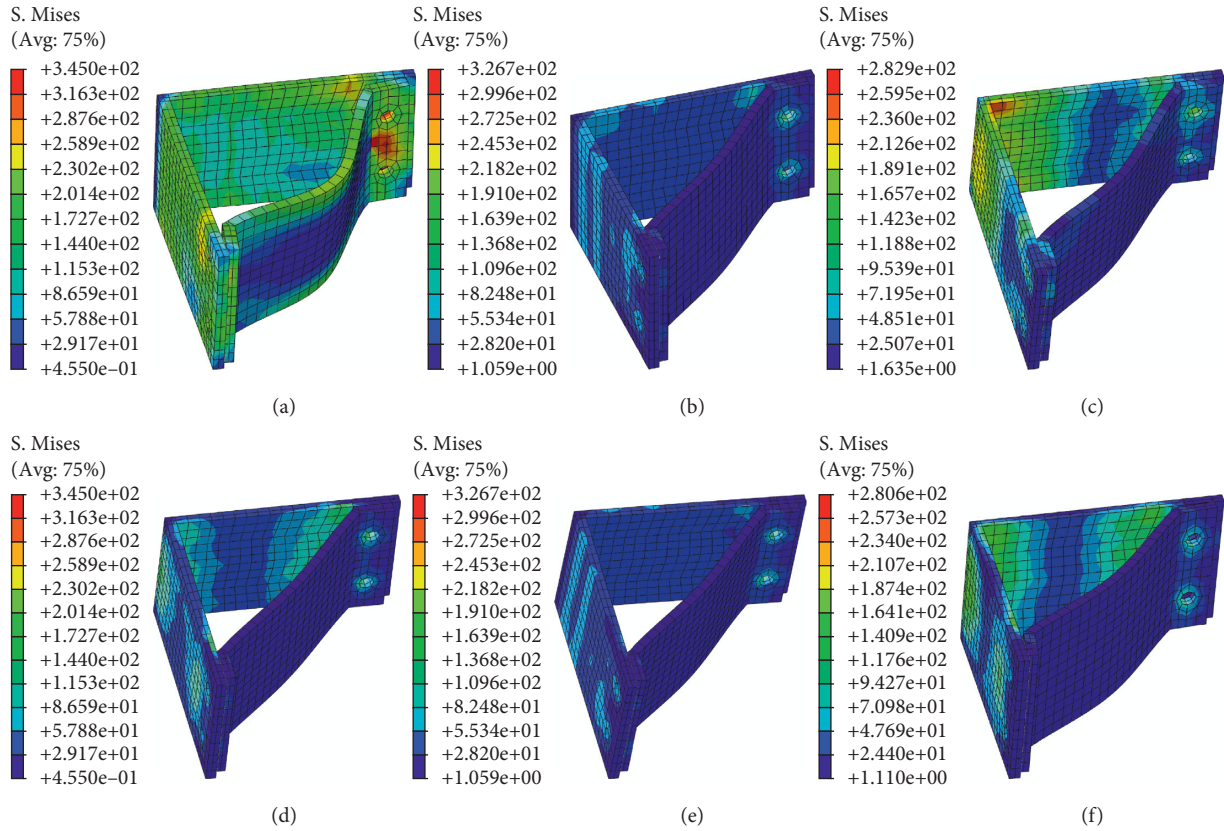 S. Mises
(Avg: 75%)
+3.450e+02
+3.163e+02
+2.876e+02
+2.589e+02
+2.302e+02
+2.014e+02
+1.727e+02
+1.440e+02
+1.153e+02
+8.659e+01
+5.788e+01
+2.917e+01
+4.550e–01
(a)
S. Mises
(Avg: 75%)
+3.267e+02
+2.996e+02
+2.725e+02
+2.453e+02
+2.182e+02
+1.910e+02
+1.639e+02
+1.368e+02
+1.096e+02
+8.248e+01
+5.534e+01
+2.820e+01
+1.059e+00
(b)
S. Mises
(Avg: 75%)
+2.829e+02
+2.595e+02
+2.360e+02
+2.126e+02
+1.891e+02
+1.657e+02
+1.423e+02
+1.188e+02
+9.539e+01
+7.195e+01
+4.851e+01
+2.507e+01
+1.635e+00
(c)
S. Mises
(Avg: 75%)
+3.450e+02
+3.163e+02
+2.876e+02
+2.589e+02
+2.302e+02
+2.014e+02
+1.727e+02
+1.440e+02
+1.153e+02
+8.659e+01
+5.788e+01
+2.917e+01
+4.550e–01
(d)
S. Mises
(Avg: 75%)
+3.267e+02
+2.996e+02
+2.725e+02
+2.453e+02
+2.182e+02
+1.910e+02
+1.639e+02
+1.368e+02
+1.096e+02
+8.248e+01
+5.534e+01
+2.820e+01
+1.059e+00
(e)
S. Mises
(Avg: 75%)
+2.806e+02
+2.573e+02
+2.340e+02
+2.107e+02
+1.874e+02
+1.641e+02
+1.409e+02
+1.176e+02
+9.427e+01
+7.098e+01
+4.769e+01
+2.440e+01
+1.110e+00
(f)